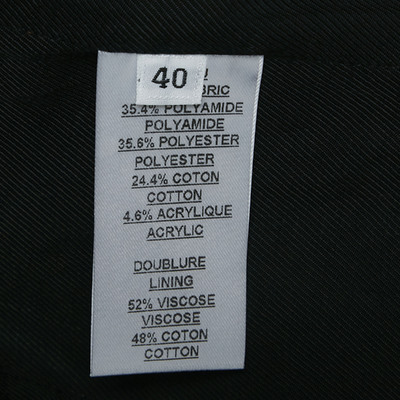 40
35.4% POLYAMIDE
POLYAMIDE
35.6% POLYESTER
POLYESTER
24.4% COTON
COTTON
4.6% ACRYLIQUE
ACRYLIC
DOUBLURE
LINING
52% VISCOSE
VISCOSE
48% COTON
COTTON